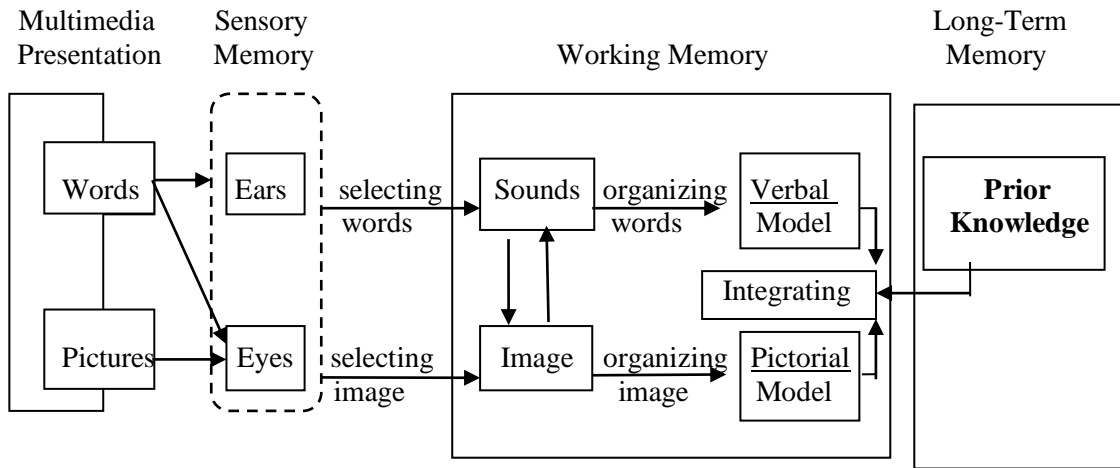 Multimedia
Presentation
Sensory
Memory
Working Memory
Long-Term
Memory
Words
Ears
selecting
words
Sounds
organizing
words
Verbal
Model
Prior
Knowledge
Integrating
Pictures
Eyes
selecting
image
Image
organizing
image
Pictorial
Model